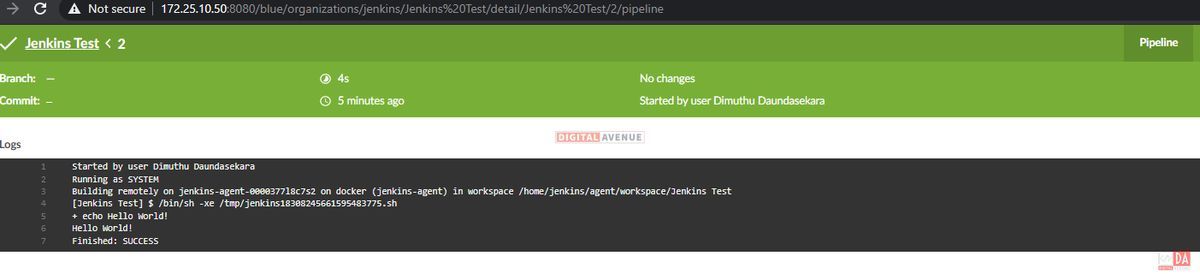 Not secure | 172.25.10.50:8080/blue/organizations/jenkins/Jenkins%20Test/detail/Jenkins%20Test/2/pipeline
Jenkins Test < 2
Pipeline
Branch: —
4s
No changes
Commit: —
5 minutes ago
Started by user Dimuthu Daundasekara
DIGITAL AVENUE
Logs
1 Started by user Dimuthu Daundasekara
2 Running as SYSTEM
3 Building remotely on jenkins-agent-0000377l8c7s2 on docker (jenkins-agent) in workspace /home/jenkins/agent/workspace/Jenkins Test
4 [Jenkins Test] $ /bin/sh -xe /tmp/jenkins18308245661595483775.sh
5 + echo Hello World!
6 Hello World!
7 Finished: SUCCESS
DA